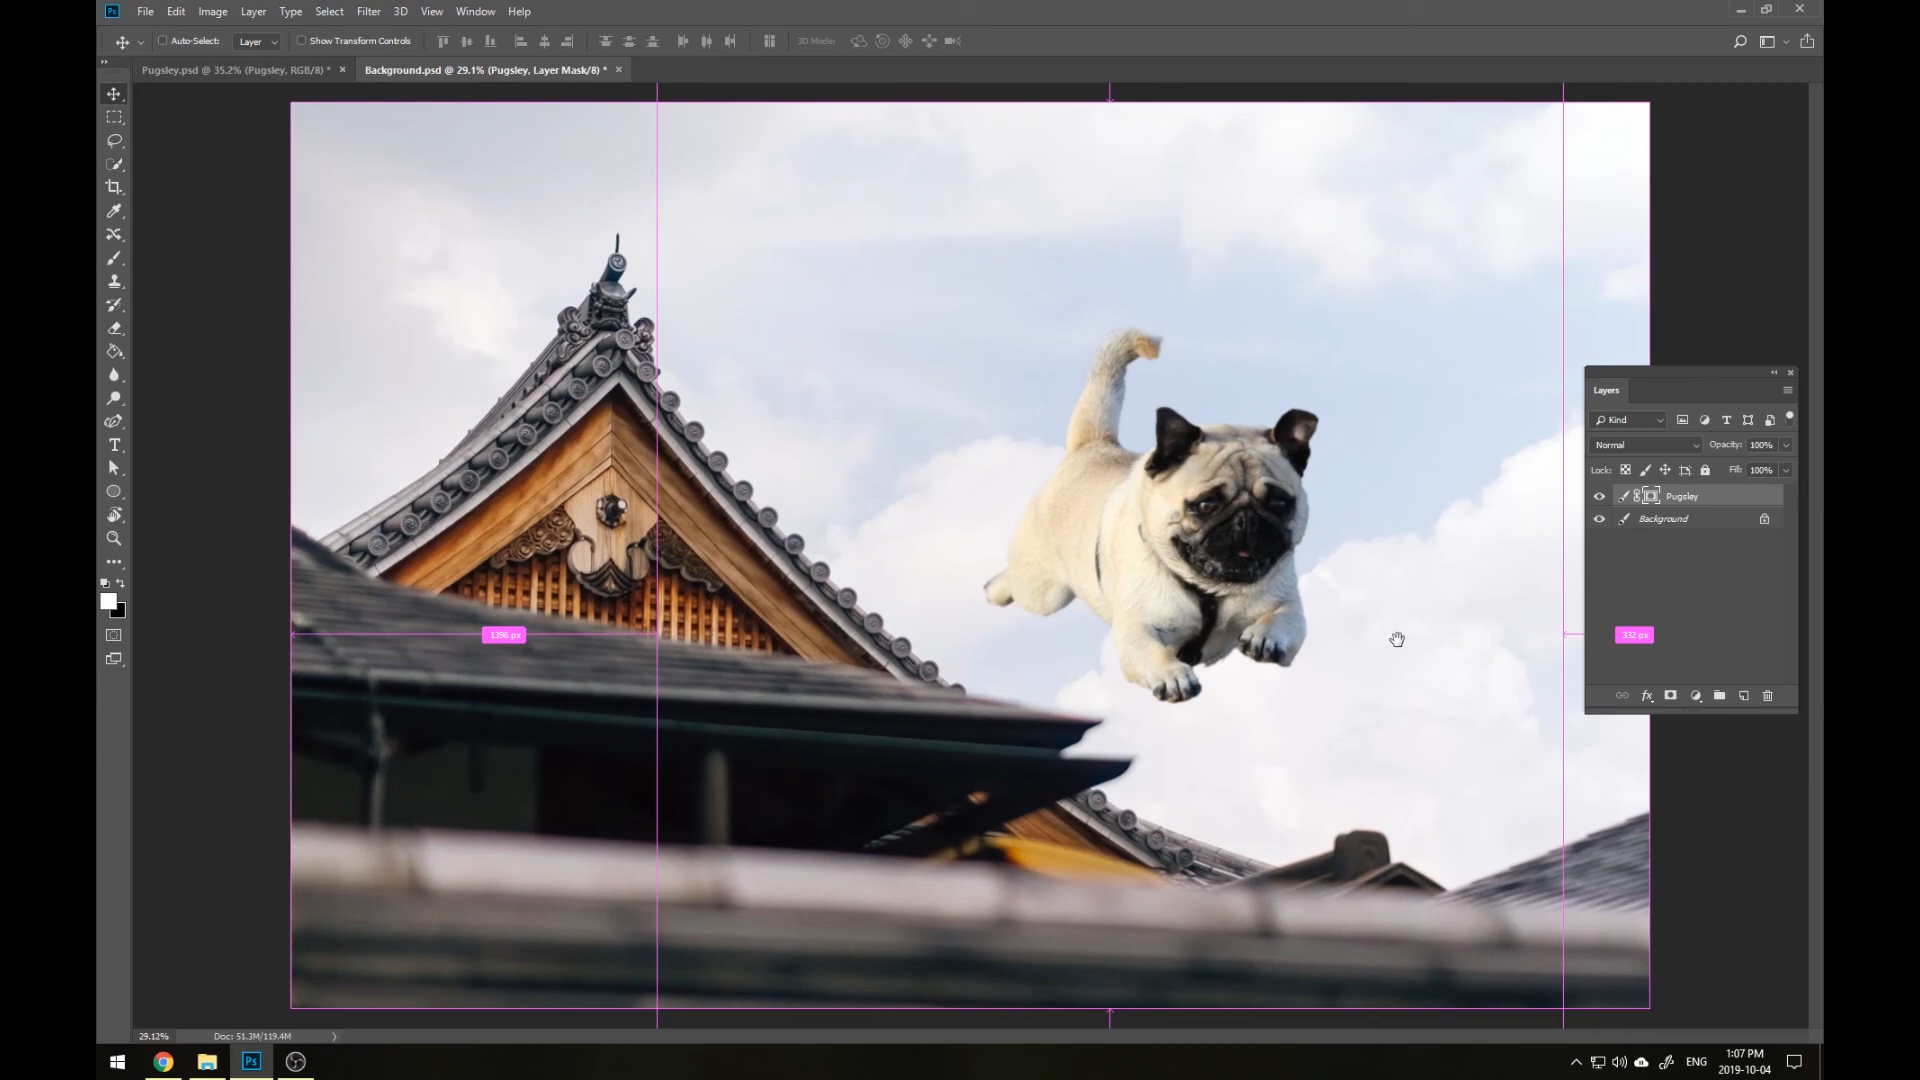 Ps File Edit Image Layer Type Select Filter 3D View Window Help
Auto-Select: Layer Show Transform Controls 3D Mode:
Pugsley.psd @ 35.2% (Pugsley, RGB/8) * × Background.psd @ 29.1% (Pugsley, Layer Mask/8) * ×
Layers
Kind
Normal Opacity: 100%
Lock: Fill: 100%
fx
Pugsley
Background
1396 px
332 px
29.12% Doc: 51.3M/119.4M
Ps
ENG
1:07 PM
2019-10-04